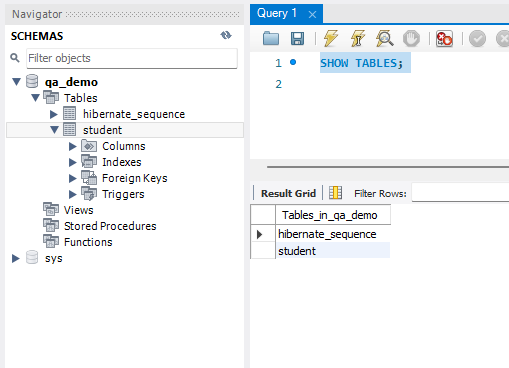 Navigator
SCHEMAS
Filter objects
qa_demo
Tables
hibernate_sequence
student
Columns
Indexes
Foreign Keys
Triggers
Views
Stored Procedures
Functions
sys
Query 1
1 SHOW TABLES;
2
Result Grid Filter Rows:
Tables_in_qa_demo
hibernate_sequence
student